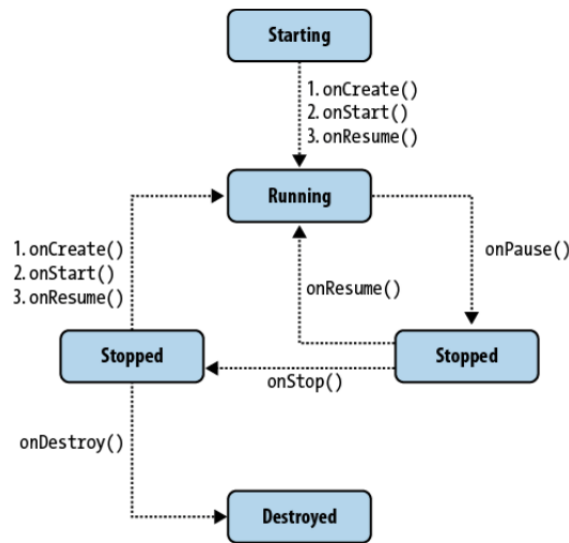 Starting
1. onCreate()
2. onStart()
3. onResume()
Running
1. onCreate()
2. onStart()
3. onResume()
onPause()
onResume()
Stopped
Stopped
onStop()
onDestroy()
Destroyed